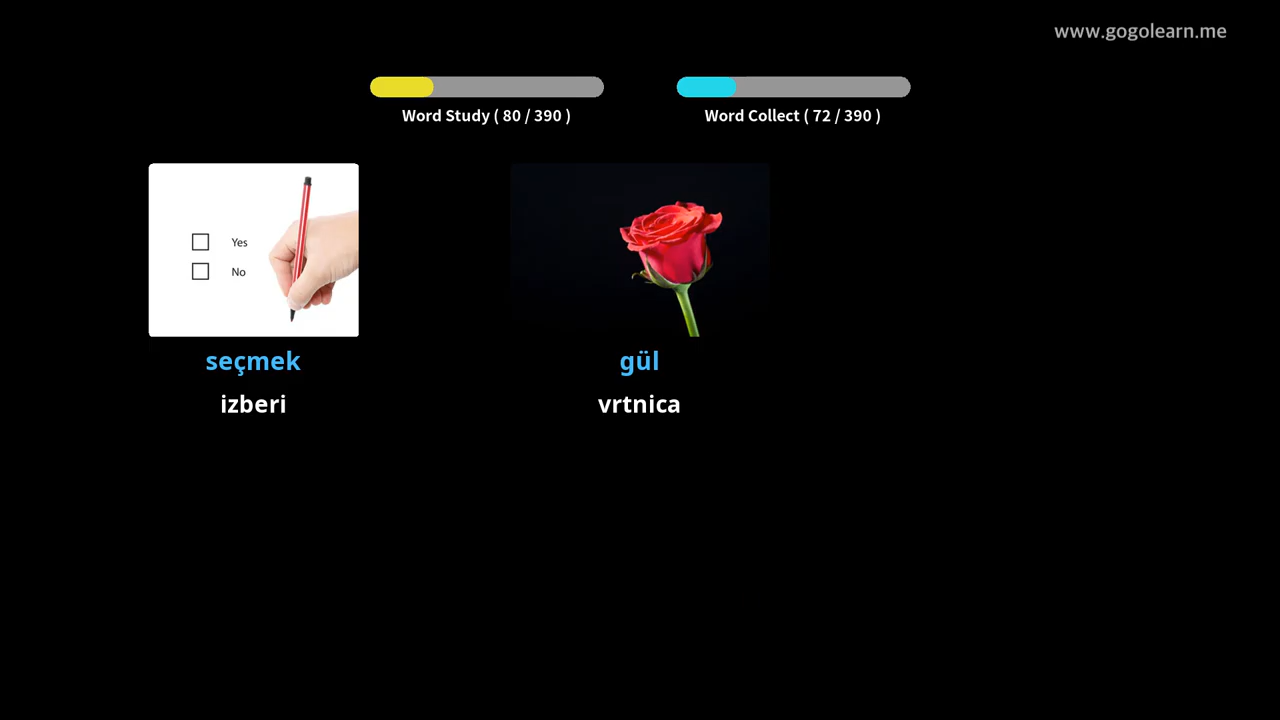 www.gogolearn.me
Word Study ( 80 / 390 )
Word Collect ( 72 / 390 )
Yes
No
seçmek
izberi
gül
vrtnica